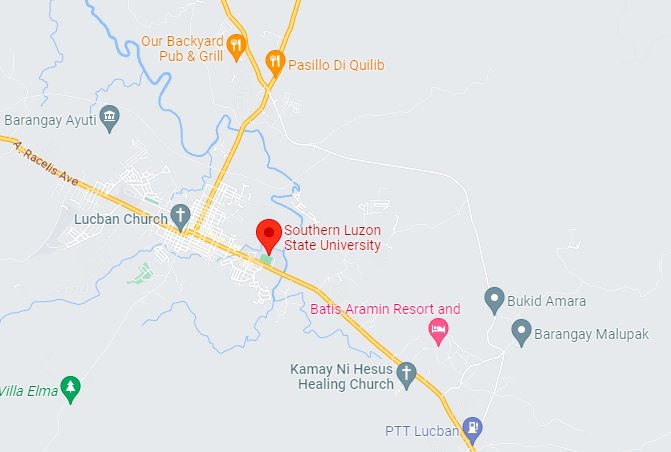 Our Backyard
Pub & Grill
Pasillo Di Quilib
Barangay Ayuti
A. Racelis Ave
Lucban Church
Southern Luzon
State University
Bukid Amara
Batis Aramin Resort and
Barangay Malupak
Kamay Ni Hesus
Healing Church
Villa Elma
PTT Lucban